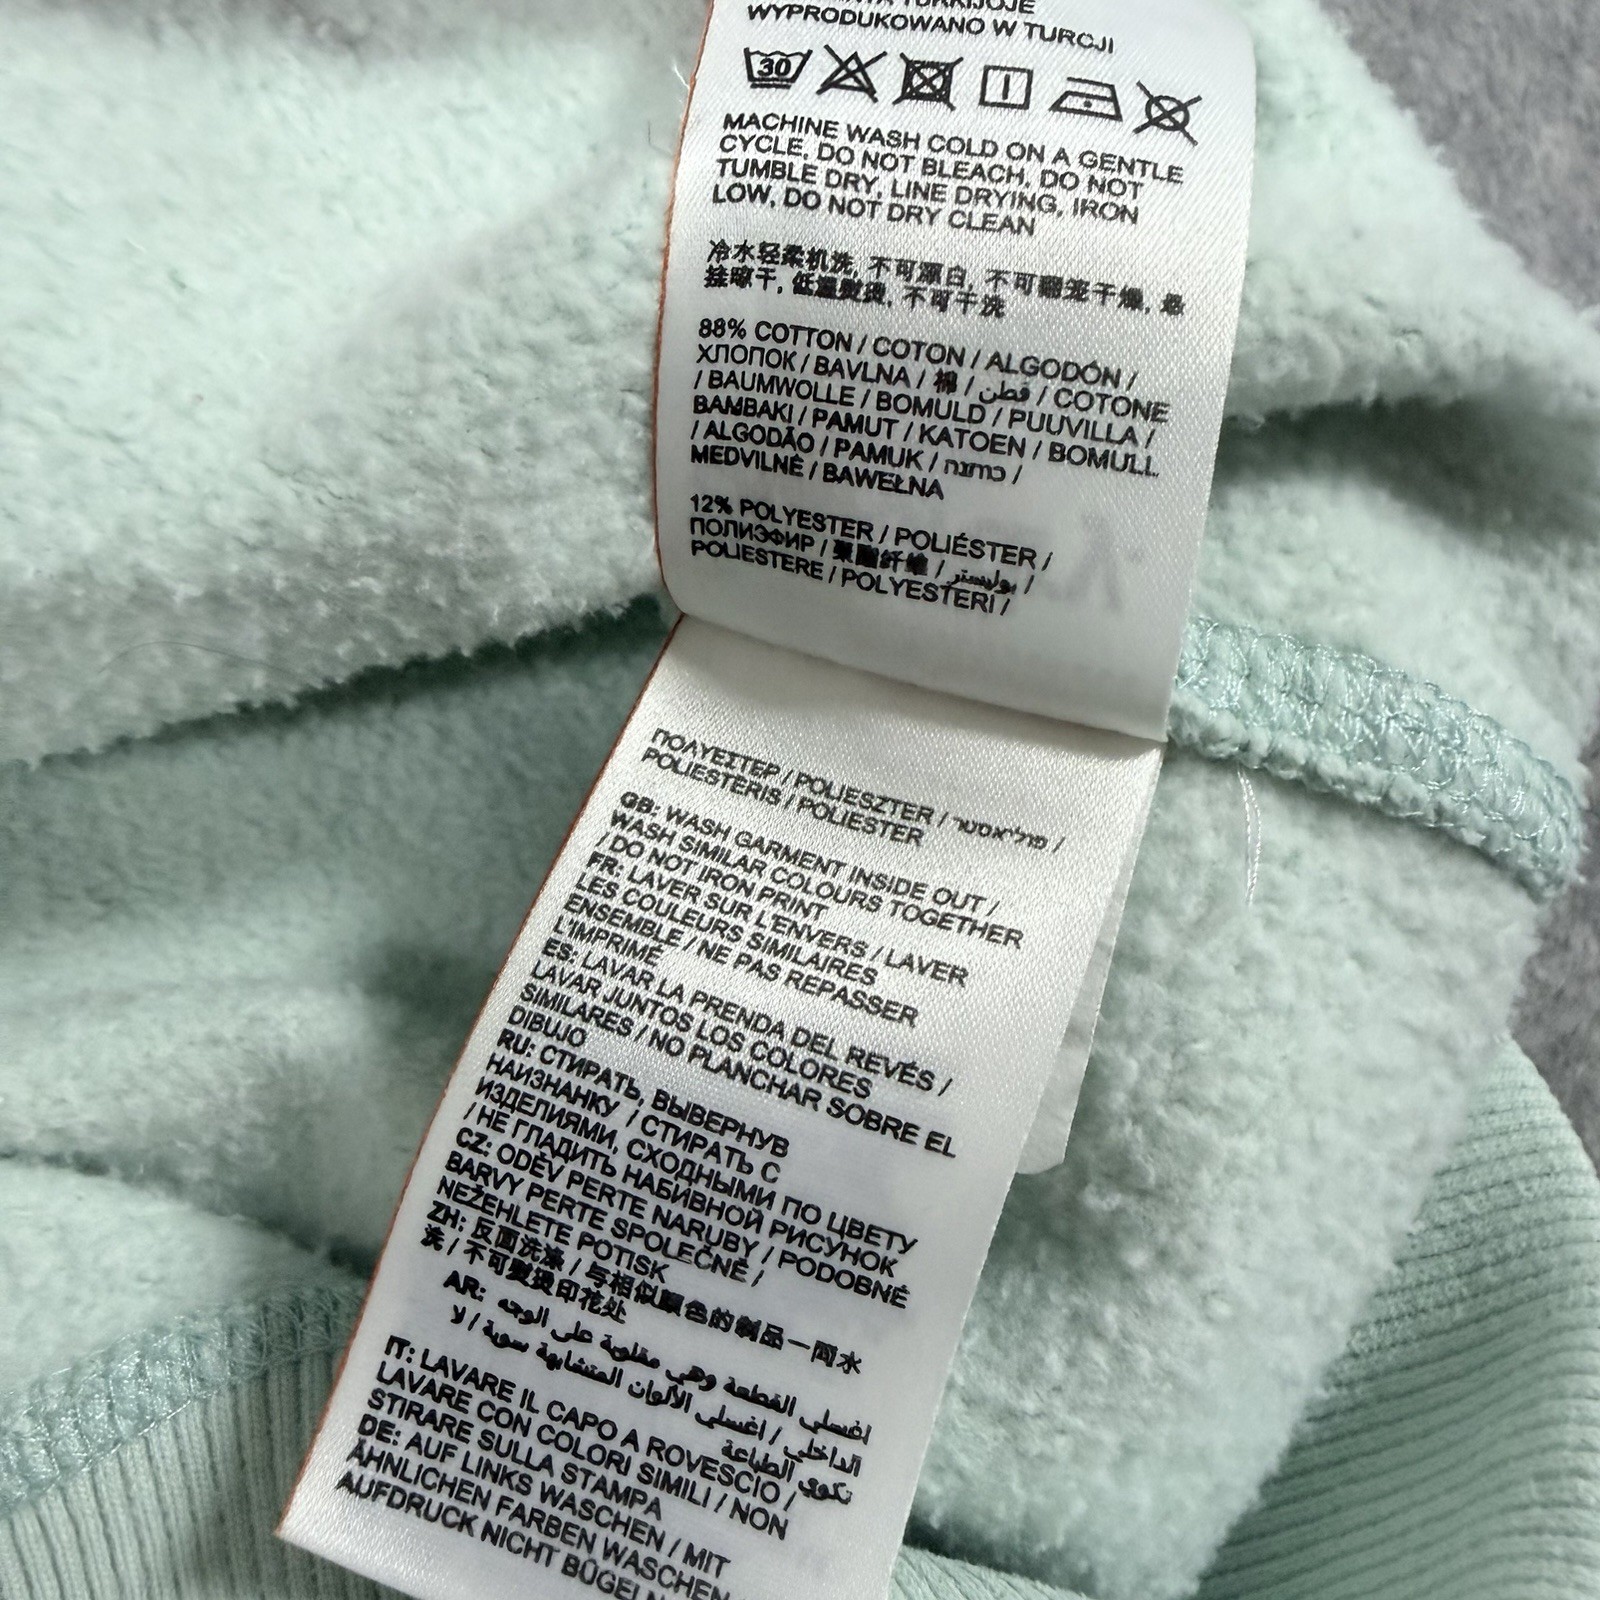 TURKIJOJE
WYPRODUKOWANO W TURCJI
30
MACHINE WASH COLD ON A GENTLE
CYCLE, DO NOT BLEACH, DO NOT
TUMBLE DRY, LINE DRYING, IRON
LOW, DO NOT DRY CLEAN
冷水轻柔机洗, 不可漂白, 不可翻笼干燥, 悬
挂晾干, 低温熨烫, 不可干洗
88% COTTON / COTON / ALGODÓN /
ХЛОПОК / BAVLNA / 棉 / قطن / COTONE
/ BAUMWOLLE / BOMULD / PUUVILLA /
BAMBAKI / PAMUT / KATOEN / BOMULL
/ ALGODÃO / PAMUK / כותנה /
MEDVILNĖ / BAWEŁNA
12% POLYESTER / POLIÉSTER /
ПОЛИЭФИР / 聚酯纤维 / بوليستر /
POLIESTERE / POLYESTERI /
ΠΟΛΥΕΣΤΕΡ / POLIESZTER / פוליאסטר /
POLIESTERIS / POLIESTER
GB: WASH GARMENT INSIDE OUT /
WASH SIMILAR COLOURS TOGETHER
/ DO NOT IRON PRINT
FR: LAVER SUR L'ENVERS / LAVER
LES COULEURS SIMILAIRES
ENSEMBLE / NE PAS REPASSER
L'IMPRIMÉ
ES: LAVAR LA PRENDA DEL REVÉS /
LAVAR JUNTOS LOS COLORES
SIMILARES / NO PLANCHAR SOBRE EL
DIBUJO
RU: СТИРАТЬ, ВЫВЕРНУВ
НАИЗНАНКУ / СТИРАТЬ С
ИЗДЕЛИЯМИ, СХОДНЫМИ ПО ЦВЕТУ
/ НЕ ГЛАДИТЬ НАБИВНОЙ РИСУНОК
CZ: ODĚV PERTE NARUBY / PODOBNÉ
BARVY PERTE SPOLEČNĚ /
NEŽEHLETE POTISK
ZH: 反面洗涤 / 与相似颜色的制品一同水
洗 / 不可熨烫印花处
AR: اغسلي القطعة وهي مقلوبة على الوجه
الداخلي / اغسلي الألوان المتشابهة سوية / لا
تكوي الطباعة
IT: LAVARE IL CAPO A ROVESCIO /
LAVARE CON COLORI SIMILI / NON
STIRARE SULLA STAMPA
DE: AUF LINKS WASCHEN / MIT
ÄHNLICHEN FARBEN WASCHEN
AUFDRUCK NICHT BÜGELN